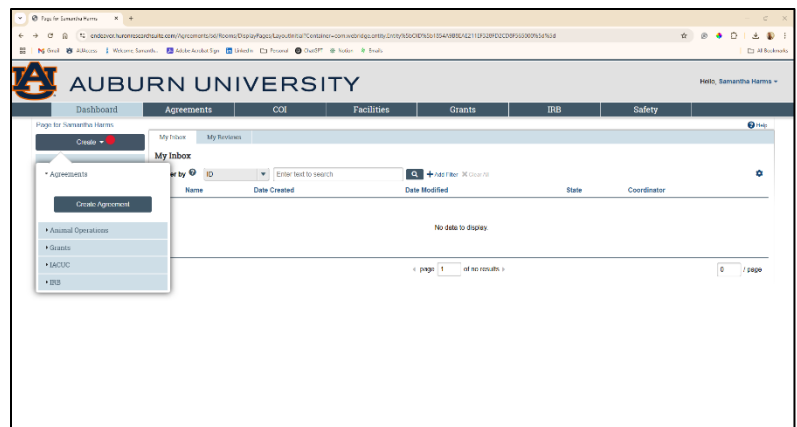 Page for Samantha Harms
Gmail
AUAccess
Adobe Acrobat Sign
LinkedIn
Personal
ChatGPT
Emails
All Bookmarks
AUBURN UNIVERSITY
Hello, Samantha Harms
Dashboard Agreements COI Facilities Grants IRB Safety
Page for Samantha Harms
Help
Create
My Inbox My Reviews
My Inbox
Agreements
er by ID Enter text to search Add Filter Clear All
Name Date Created Date Modified State Coordinator
Create Agreement
No data to display.
Animal Operations
Grants
IACUC
page 1 of no results
0 / page
IRB